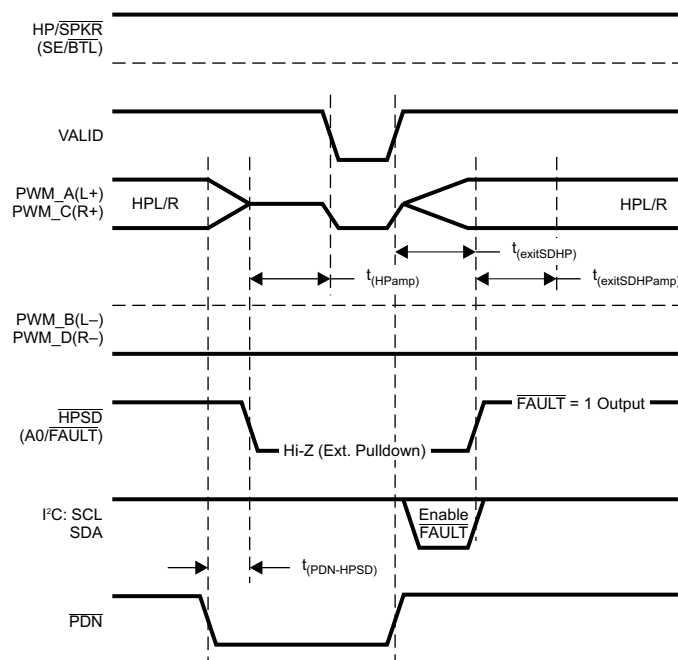 HP/SPKR
(SE/BTL)
VALID
PWM_A(L+)
PWM_C(R+)
HPL/R
HPL/R
t(exitSDHP)
t(HPamp)
t(exitSDHPamp)
PWM_B(L–)
PWM_D(R–)
HPSD
(A0/FAULT)
FAULT = 1 Output
Hi-Z (Ext. Pulldown)
I²C: SCL
SDA
Enable
FAULT
t(PDN-HPSD)
PDN